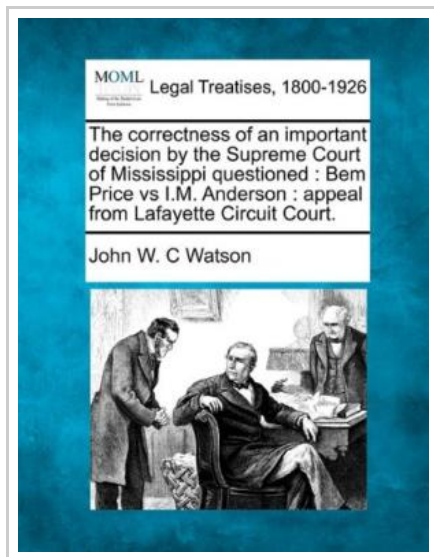 MOML
Legal Treatises, 1800-1926
The correctness of an important
decision by the Supreme Court
of Mississippi questioned : Bem
Price vs I.M. Anderson : appeal
from Lafayette Circuit Court.
John W. C Watson